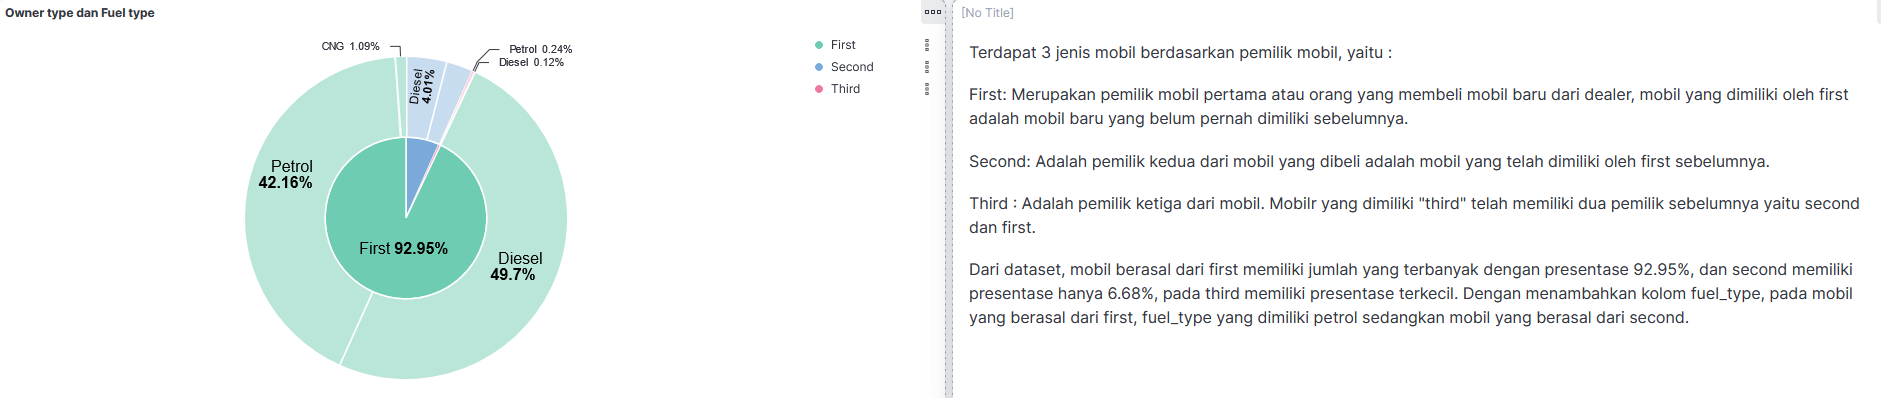 Owner type dan Fuel type
CNG 1.09%
Petrol 0.24%
Diesel 0.12%
Diesel
4.01%
Petrol
42.16%
First 92.95%
Diesel
49.7%
First
Second
Third
[No Title]
Terdapat 3 jenis mobil berdasarkan pemilik mobil, yaitu :
First: Merupakan pemilik mobil pertama atau orang yang membeli mobil baru dari dealer, mobil yang dimiliki oleh first
adalah mobil baru yang belum pernah dimiliki sebelumnya.
Second: Adalah pemilik kedua dari mobil yang dibeli adalah mobil yang telah dimiliki oleh first sebelumnya.
Third : Adalah pemilik ketiga dari mobil. Mobilr yang dimiliki "third" telah memiliki dua pemilik sebelumnya yaitu second
dan first.
Dari dataset, mobil berasal dari first memiliki jumlah yang terbanyak dengan presentase 92.95%, dan second memiliki
presentase hanya 6.68%, pada third memiliki presentase terkecil. Dengan menambahkan kolom fuel_type, pada mobil
yang berasal dari first, fuel_type yang dimiliki petrol sedangkan mobil yang berasal dari second.